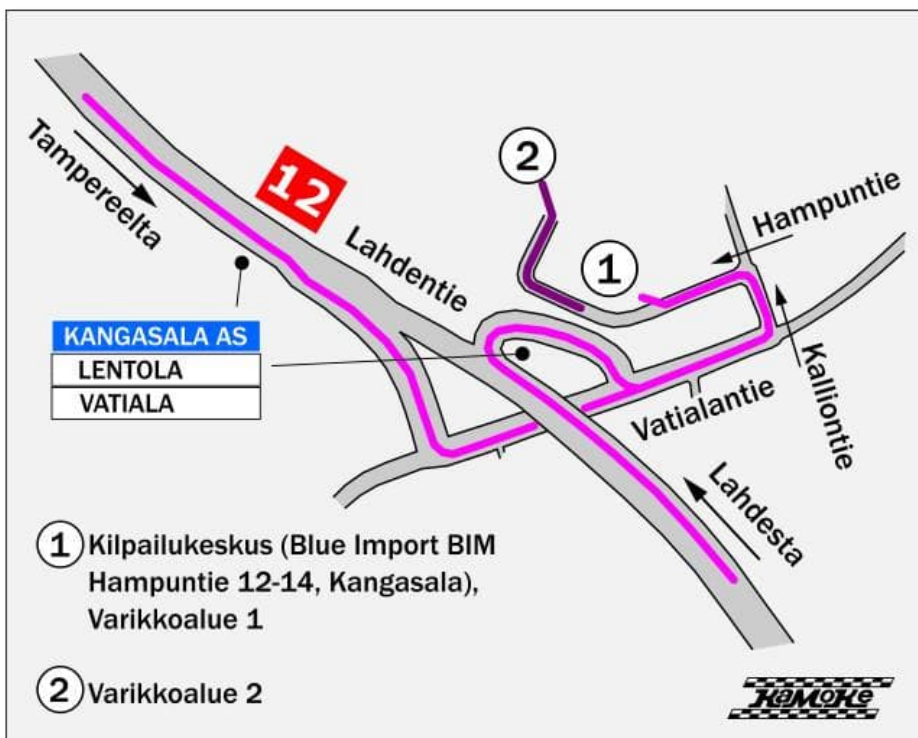 Tampereelta
12
Lahdentie
2
1
Hampuntie
KANGASALA AS
LENTOLA
VATIALA
Vatialantie
Kalliontie
Lahdesta
1 Kilpailukeskus (Blue Import BIM
Hampuntie 12-14, Kangasala),
Varikkoalue 1
2 Varikkoalue 2
KaMoKe